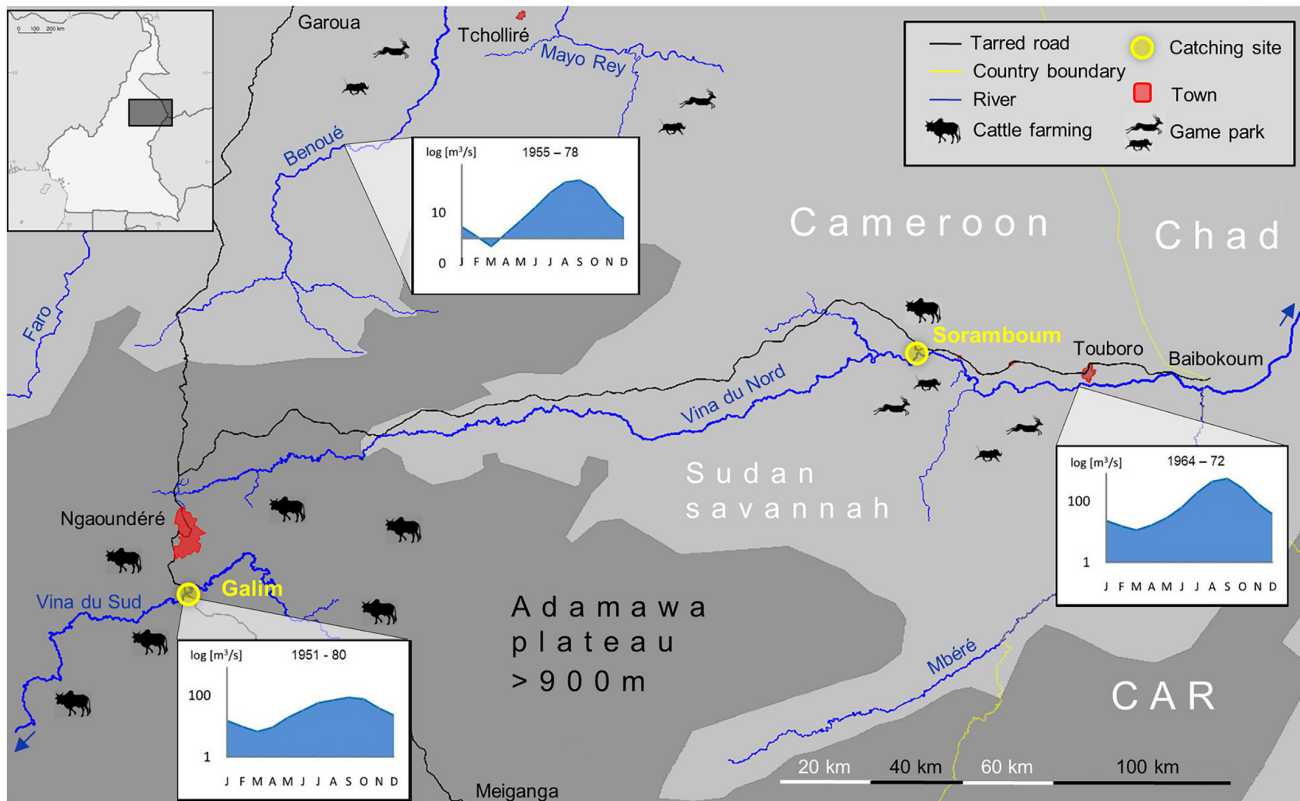 0 100 200 km
Garoua
Tcholliré
Mayo Rey
Benoué
Faro
Tarred road
Country boundary
River
Cattle farming
Catching site
Town
Game park
log [m³/s]
1955 – 78
10
0
J F M A M J J A S O N D
Cameroon
Chad
Soramboum
Touboro
Baibokoum
Vina du Nord
Sudan
savannah
log [m³/s]
1964 – 72
100
1
J F M A M J J A S O N D
Ngaoundéré
Galim
Vina du Sud
Adamawa
plateau
>900m
Mbéré
CAR
log [m³/s]
1951 - 80
100
1
J F M A M J J A S O N D
Meiganga
20 km
40 km
60 km
100 km